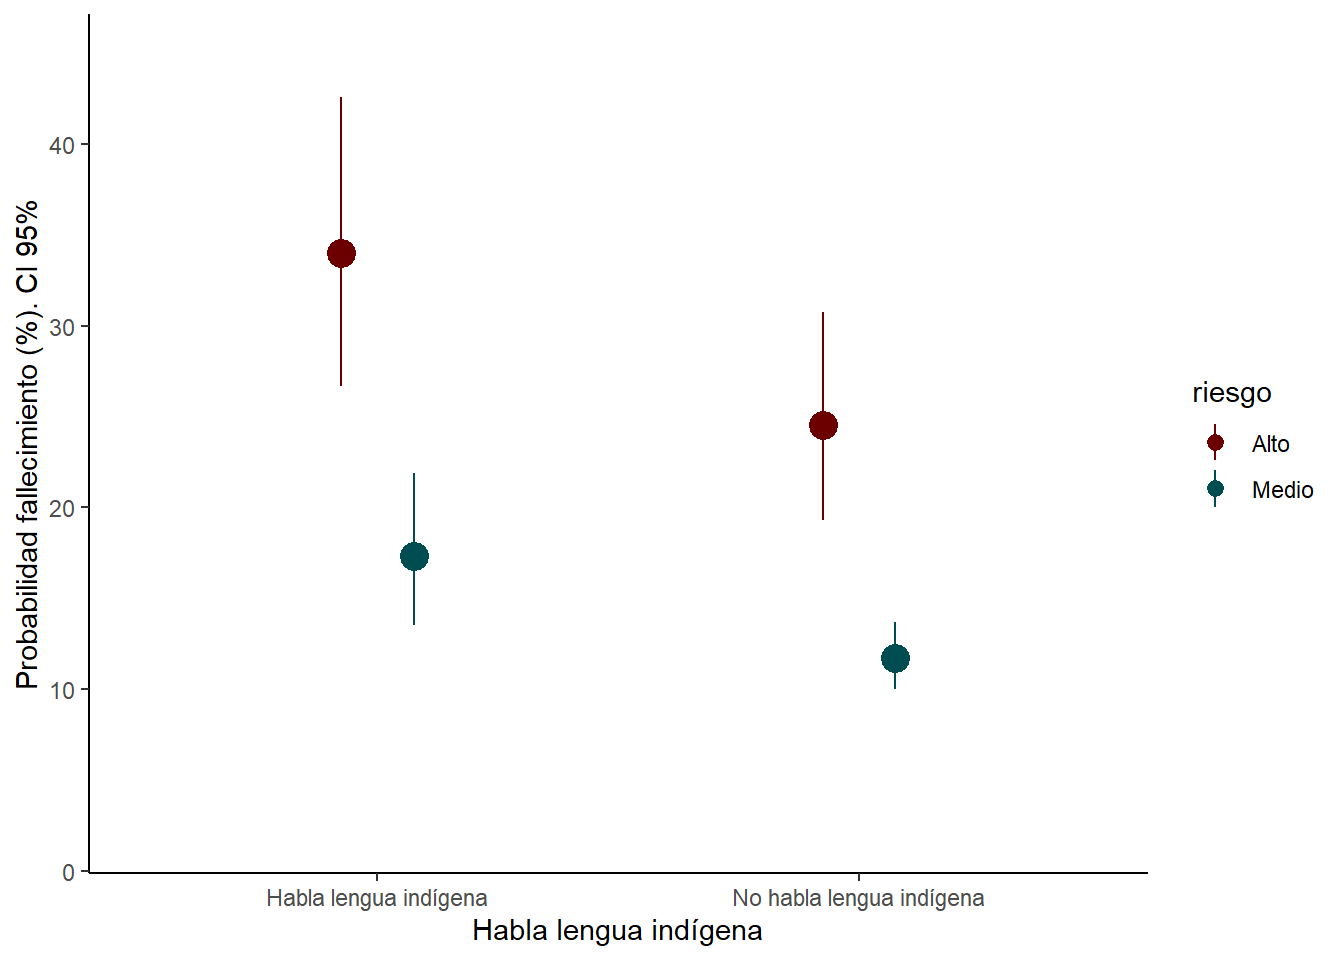 Probabilidad fallecimiento (%). CI 95%
40
30
20
10
0
Habla lengua indígena
No habla lengua indígena
Habla lengua indígena
riesgo
Alto
Medio